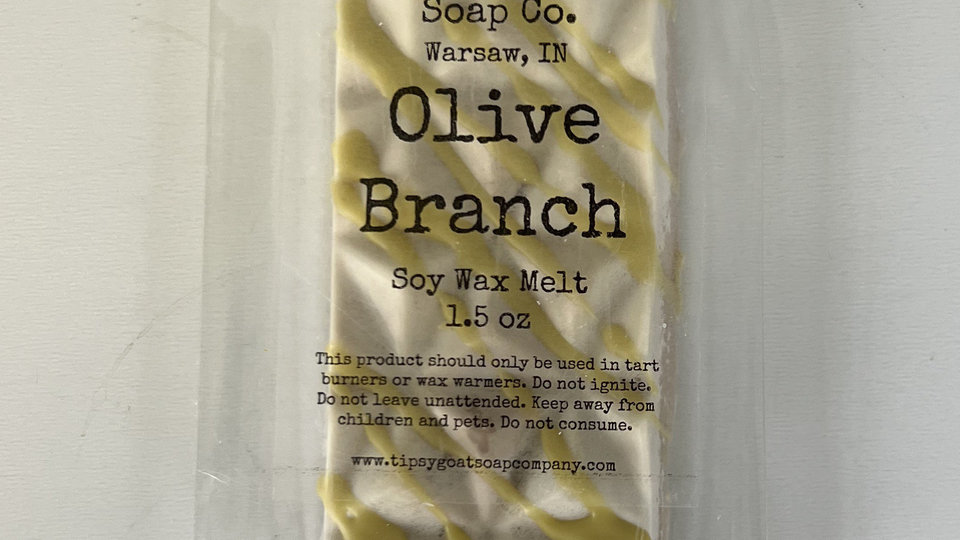 Soap Co.
Warsaw, IN
Olive
Branch
Soy Wax Melt
1.5 oz
This product should only be used in tart
burners or wax warmers. Do not ignite.
Do not leave unattended. Keep away from
children and pets. Do not consume.
www.tipsygoatsoapcompany.com